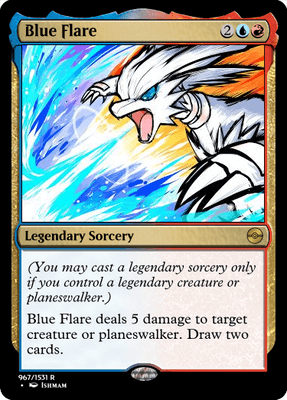 Blue Flare 2
Legendary Sorcery
(You may cast a legendary sorcery only
if you control a legendary creature or
planeswalker.)
Blue Flare deals 5 damage to target
creature or planeswalker. Draw two
cards.
967/1531 R
• Ishmam